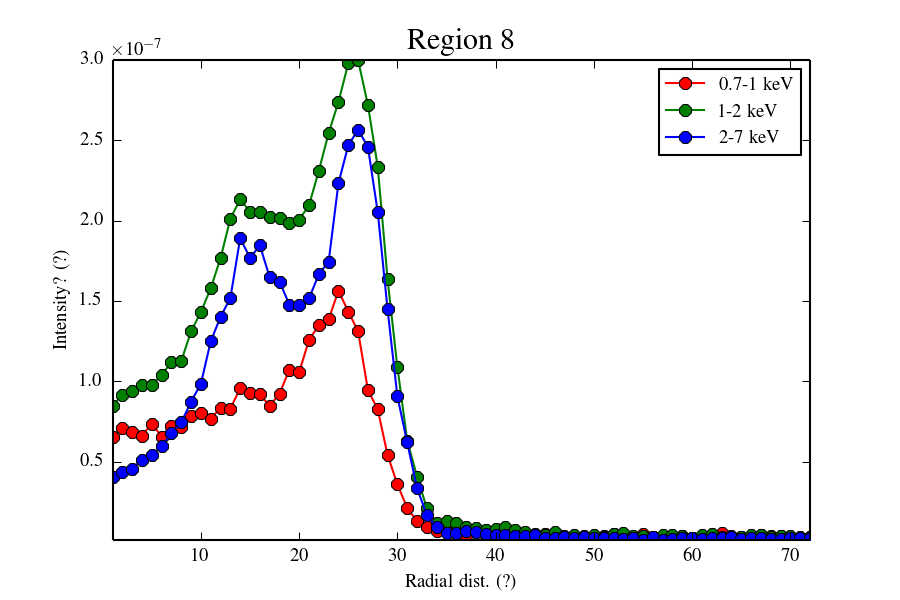 Region 8
×10−7
3.0
2.5
2.0
1.5
1.0
0.5
Intensity? (?)
0.7-1 keV
1-2 keV
2-7 keV
10 20 30 40 50 60 70
Radial dist. (?)